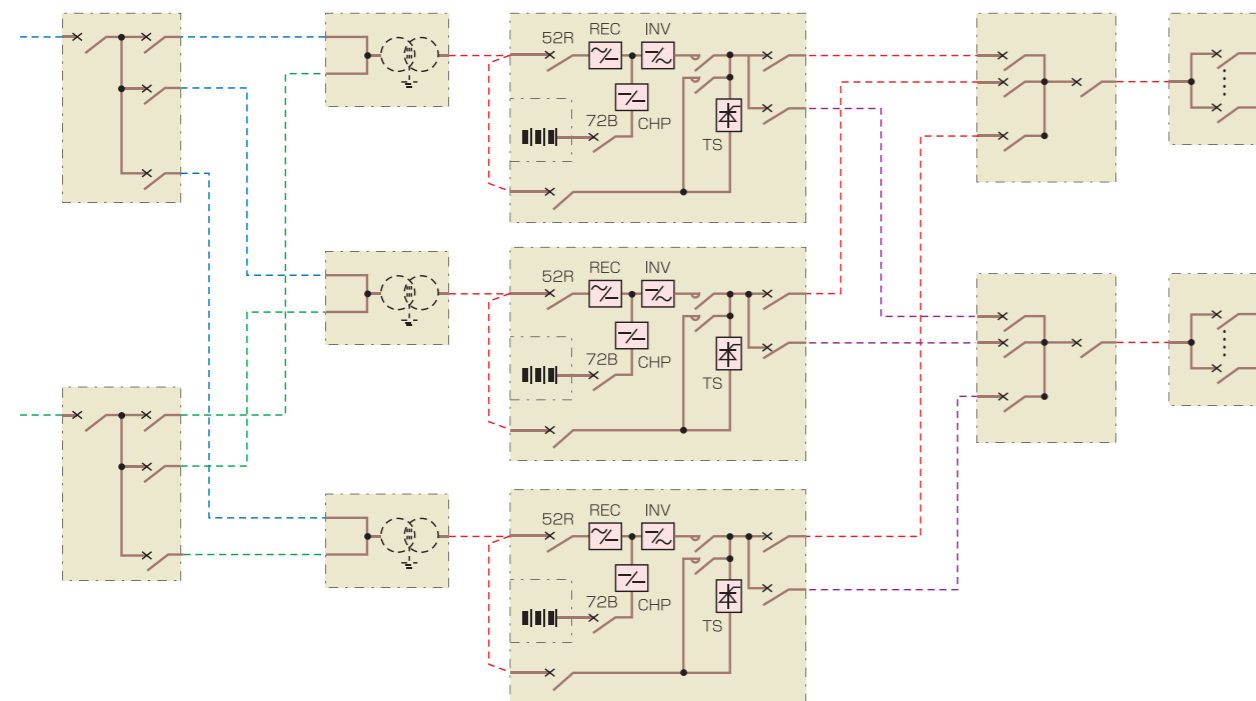 REC INV
52R
72B CHP
TS
REC INV
52R
72B CHP
TS
REC INV
52R
72B CHP
TS